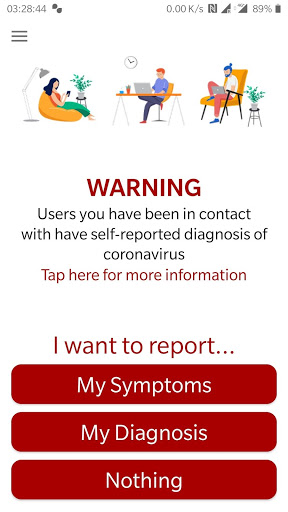 03:28:44 0.00 K/s 89%
WARNING
Users you have been in contact
with have self-reported diagnosis of
coronavirus
Tap here for more information
I want to report...
My Symptoms
My Diagnosis
Nothing